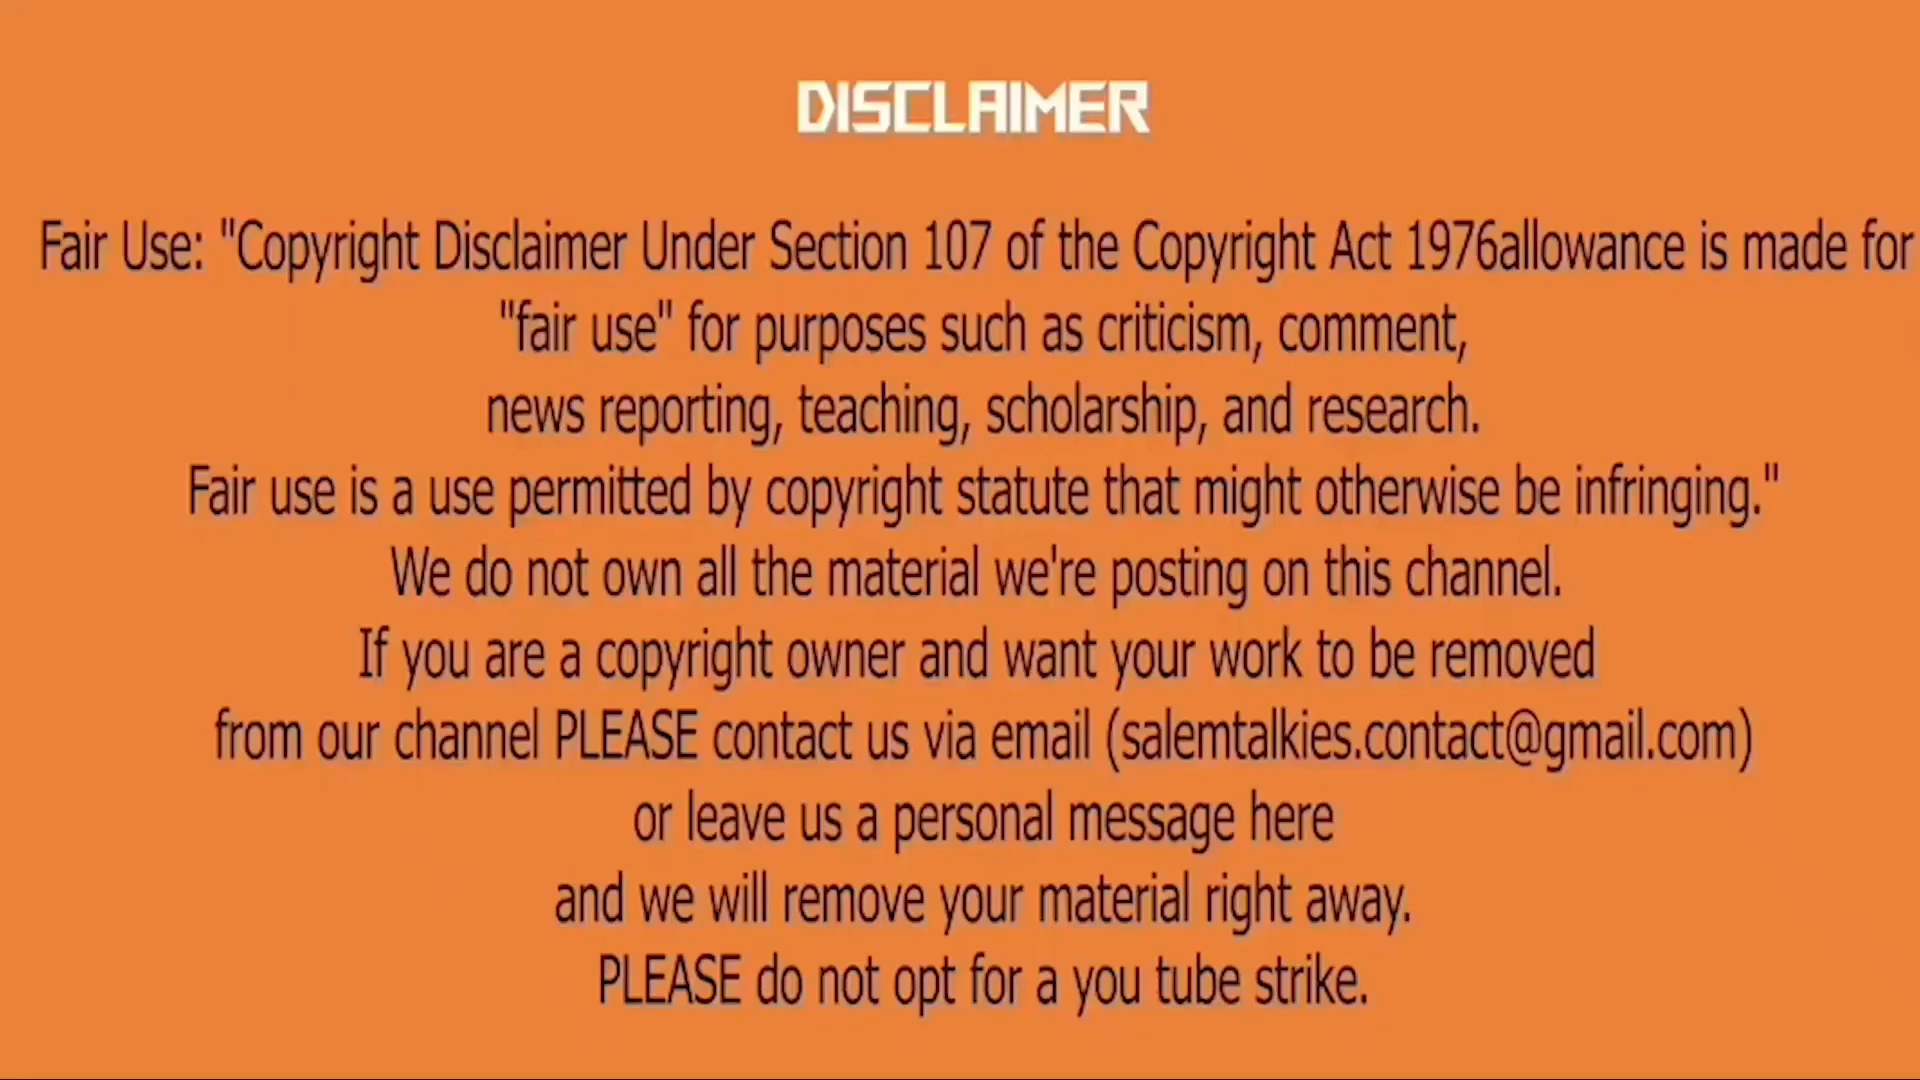 DISCLAIMER
Fair Use: "Copyright Disclaimer Under Section 107 of the Copyright Act 1976allowance is made for
"fair use" for purposes such as criticism, comment,
news reporting, teaching, scholarship, and research.
Fair use is a use permitted by copyright statute that might otherwise be infringing."
We do not own all the material we're posting on this channel.
If you are a copyright owner and want your work to be removed
from our channel PLEASE contact us via email (salemtalkies.contact@gmail.com)
or leave us a personal message here
and we will remove your material right away.
PLEASE do not opt for a you tube strike.